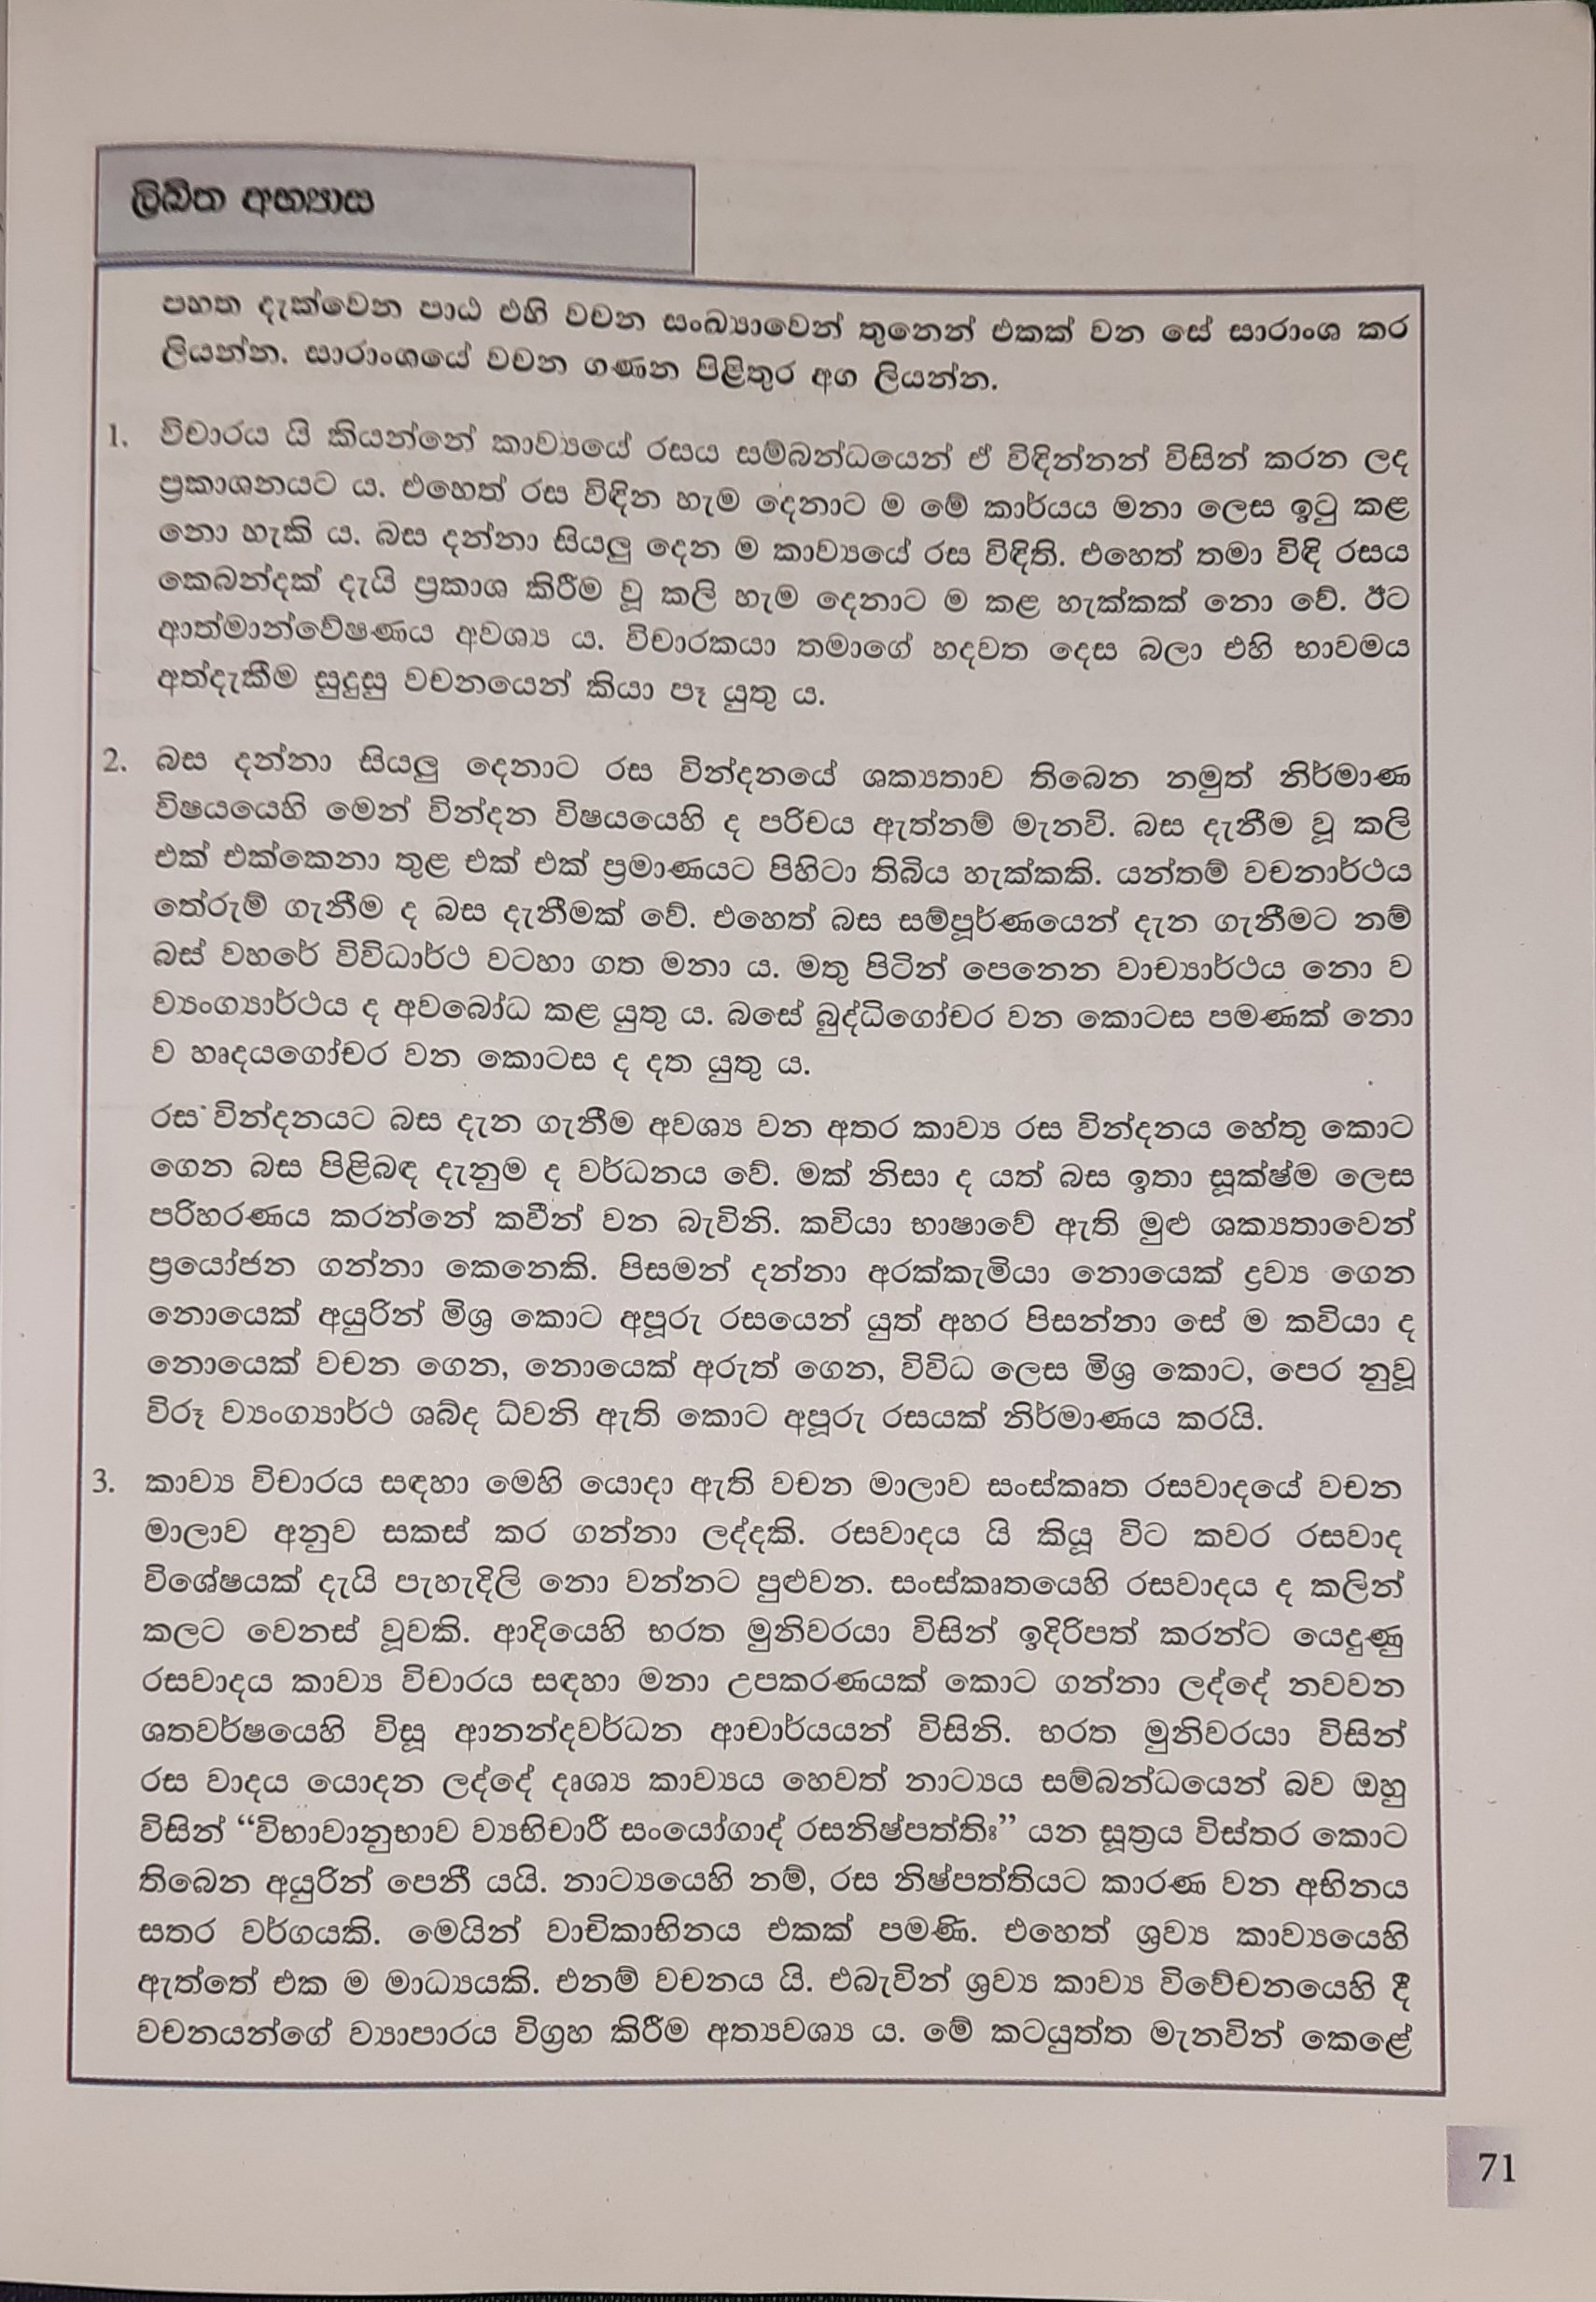 ලිඛිත අභ්‍යාස
පහත දැක්වෙන පාඨ එහි වචන සංඛ්‍යාවෙන් තුනෙන් එකක් වන සේ සාරාංශ කර
ලියන්න. සාරාංශයේ වචන ගණන පිළිතුර අග ලියන්න.
1. විචාරය යි කියන්නේ කාව්‍යයේ රසය සම්බන්ධයෙන් ඒ විඳින්නන් විසින් කරන ලද
ප්‍රකාශනයට ය. එහෙත් රස විඳින හැම දෙනාට ම මේ කාර්යය මනා ලෙස ඉටු කළ
නො හැකි ය. බස දන්නා සියලු දෙන ම කාව්‍යයේ රස විඳිති. එහෙත් තමා විඳි රසය
කෙබන්දක් දැයි ප්‍රකාශ කිරීම වූ කලි හැම දෙනාට ම කළ හැක්කක් නො වේ. ඊට
ආත්මාන්වේෂණය අවශ්‍ය ය. විචාරකයා තමාගේ හදවත දෙස බලා එහි භාවමය
අත්දැකීම සුදුසු වචනයෙන් කියා පෑ යුතු ය.
2. බස දන්නා සියලු දෙනාට රස වින්දනයේ ශක්‍යතාව තිබෙන නමුත් නිර්මාණ
විෂයයෙහි මෙන් වින්දන විෂයයෙහි ද පරිචය ඇත්නම් මැනවි. බස දැනීම වූ කලි
එක් එක්කෙනා තුළ එක් එක් ප්‍රමාණයට පිහිටා තිබිය හැක්කකි. යන්තම් වචනාර්ථය
තේරුම් ගැනීම ද බස දැනීමක් වේ. එහෙත් බස සම්පූර්ණයෙන් දැන ගැනීමට නම්
බස් වහරේ විවිධාර්ථ වටහා ගත මනා ය. මතු පිටින් පෙනෙන වාච්‍යාර්ථය නො ව
ව්‍යංග්‍යාර්ථය ද අවබෝධ කළ යුතු ය. බසේ බුද්ධිගෝචර වන කොටස පමණක් නො
ව හෘදයගෝචර වන කොටස ද දත යුතු ය.
රස වින්දනයට බස දැන ගැනීම අවශ්‍ය වන අතර කාව්‍ය රස වින්දනය හේතු කොට
ගෙන බස පිළිබඳ දැනුම ද වර්ධනය වේ. මක් නිසා ද යත් බස ඉතා සූක්ෂ්ම ලෙස
පරිහරණය කරන්නේ කවීන් වන බැවිනි. කවියා භාෂාවේ ඇති මුළු ශක්‍යතාවෙන්
ප්‍රයෝජන ගන්නා කෙනෙකි. පිසමන් දන්නා අරක්කැමියා නොයෙක් ද්‍රව්‍ය ගෙන
නොයෙක් අයුරින් මිශ්‍ර කොට අපූරු රසයෙන් යුත් අහර පිසන්නා සේ ම කවියා ද
නොයෙක් වචන ගෙන, නොයෙක් අරුත් ගෙන, විවිධ ලෙස මිශ්‍ර කොට, පෙර නුවූ
විරූ ව්‍යංග්‍යාර්ථ ශබ්ද ධ්වනි ඇති කොට අපූරු රසයක් නිර්මාණය කරයි.
3. කාව්‍ය විචාරය සඳහා මෙහි යොදා ඇති වචන මාලාව සංස්කෘත රසවාදයේ වචන
මාලාව අනුව සකස් කර ගන්නා ලද්දකි. රසවාදය යි කියූ විට කවර රසවාද
විශේෂයක් දැයි පැහැදිලි නො වන්නට පුළුවන. සංස්කෘතයෙහි රසවාදය ද කලින්
කලට වෙනස් වූවකි. ආදියෙහි භරත මුනිවරයා විසින් ඉදිරිපත් කරන්ට යෙදුණු
රසවාදය කාව්‍ය විචාරය සඳහා මනා උපකරණයක් කොට ගන්නා ලද්දේ නවවන
ශතවර්ෂයෙහි විසූ ආනන්දවර්ධන ආචාර්යයන් විසිනි. භරත මුනිවරයා විසින්
රස වාදය යොදන ලද්දේ දෘශ්‍ය කාව්‍යය හෙවත් නාට්‍යය සම්බන්ධයෙන් බව ඔහු
විසින් “විභාවානුභාව ව්‍යභිචාරී සංයෝගාද් රසනිෂ්පත්තිඃ” යන සූත්‍රය විස්තර කොට
තිබෙන අයුරින් පෙනී යයි. නාට්‍යයෙහි නම්, රස නිෂ්පත්තියට කාරණ වන අභිනය
සතර වර්ගයකි. මෙයින් වාචිකාභිනය එකක් පමණි. එහෙත් ශ්‍රව්‍ය කාව්‍යයෙහි
ඇත්තේ එක ම මාධ්‍යයකි. එනම් වචනය යි. එබැවින් ශ්‍රව්‍ය කාව්‍ය විවේචනයෙහි දී
වචනයන්ගේ ව්‍යාපාරය විග්‍රහ කිරීම අත්‍යවශ්‍ය ය. මේ කටයුත්ත මැනවින් කෙළේ
71